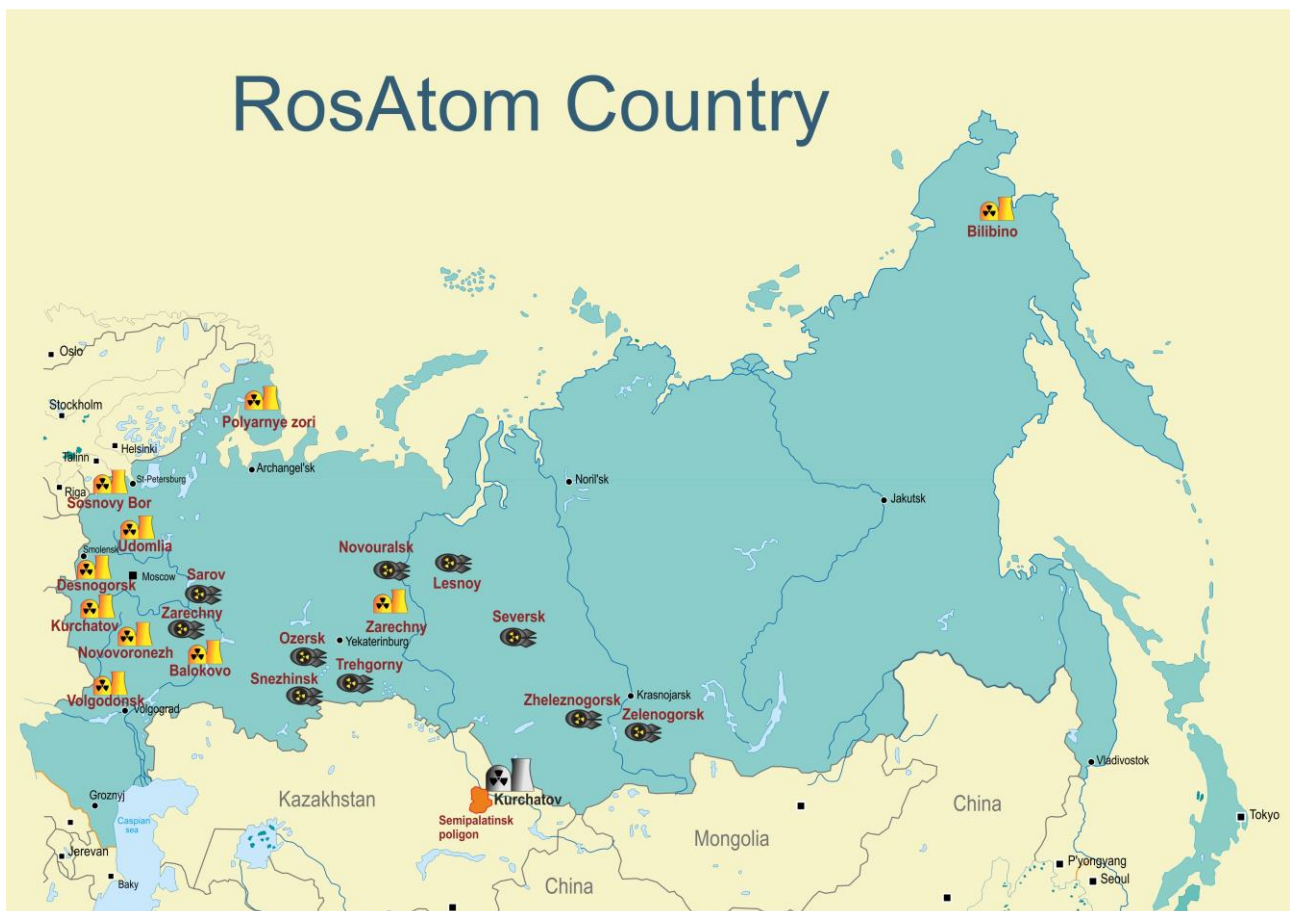 RosAtom Country
Bilibino
Oslo
Stockholm
Polyarnye zori
Helsinki
Talinn
Archangel'sk
St-Petersburg
Riga
Noril'sk
Sosnovy Bor
Jakutsk
Udomlia
Novouralsk
Smolensk
Lesnoy
Moscow
Sarov
Desnogorsk
Zarechny
Kurchatov
Zarechny
Seversk
Ozersk
Yekaterinburg
Novovoronezh
Balokovo
Trehgorny
Snezhinsk
Volgodonsk
Krasnojarsk
Zheleznogorsk
Volgograd
Zelenogorsk
Vladivostok
Kazakhstan
Kurchatov
Groznyj
China
Caspian
sea
Semipalatinsk
poligon
Tokyo
Mongolia
Jerevan
P'yongyang
Baky
China
Seoul